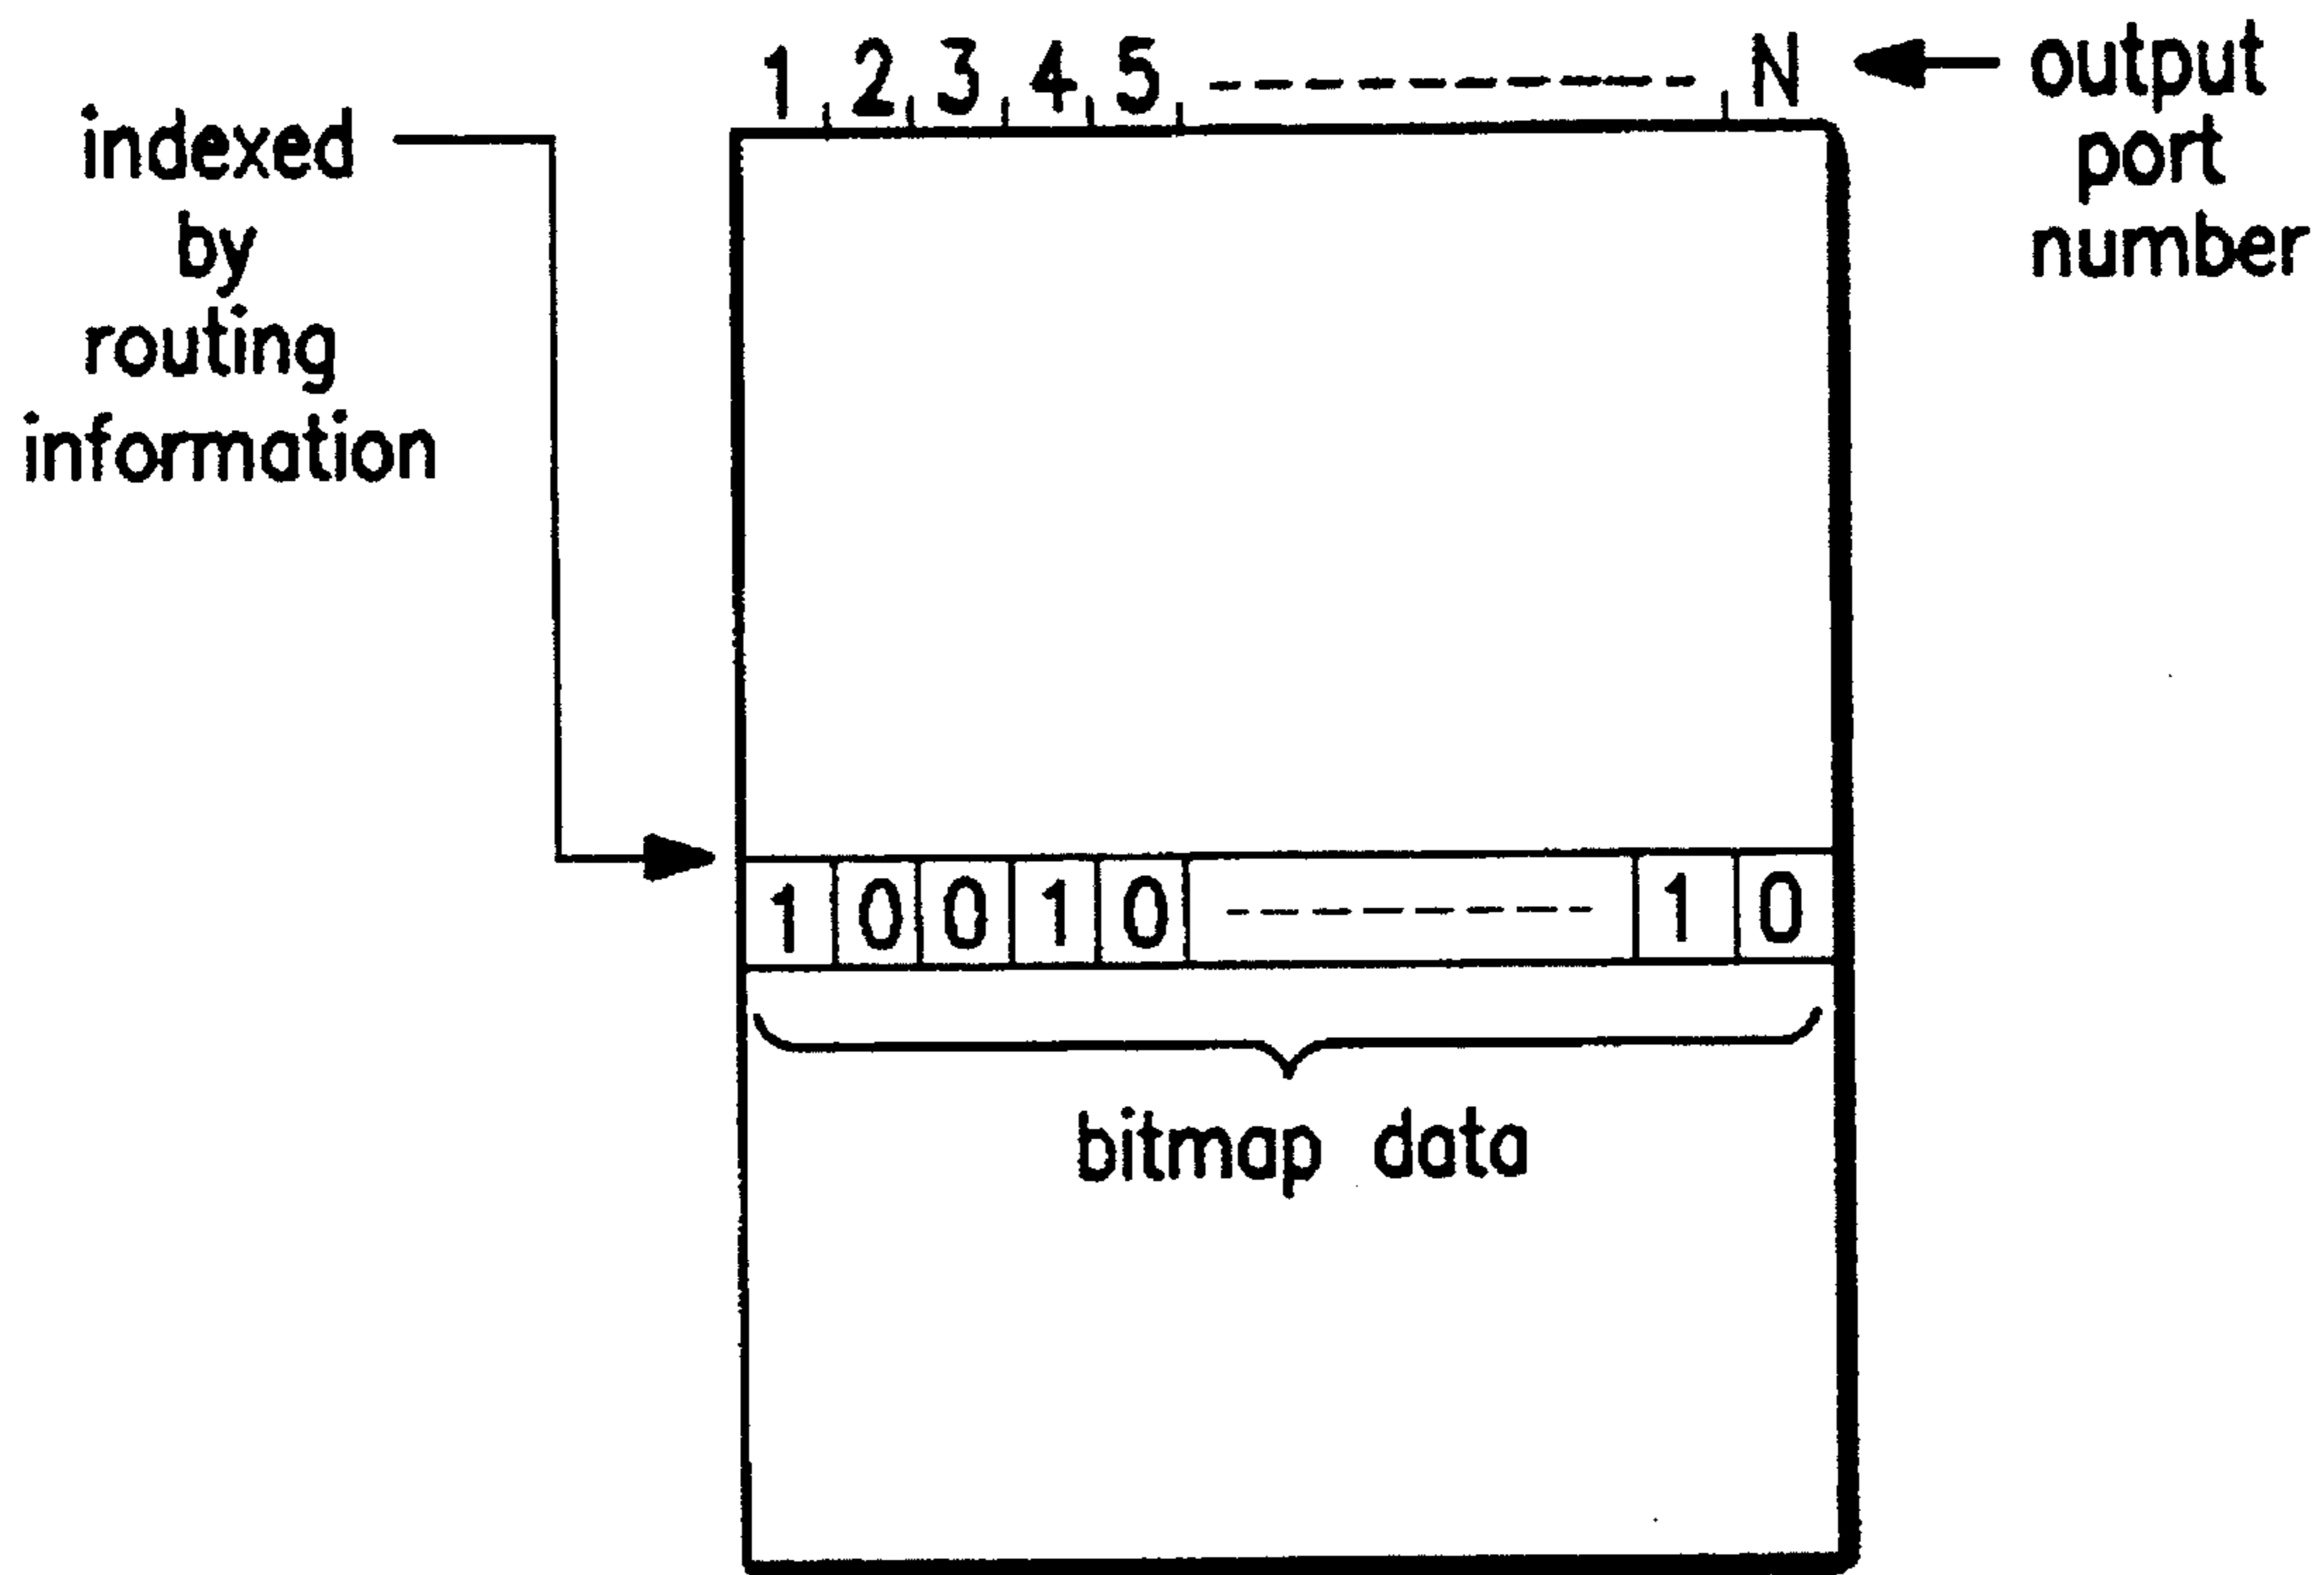 1 2 3 4 5 --------- N
output
port
number
indexed
by
routing
information
1 0 0 1 0 -------- 1 0
bitmap data